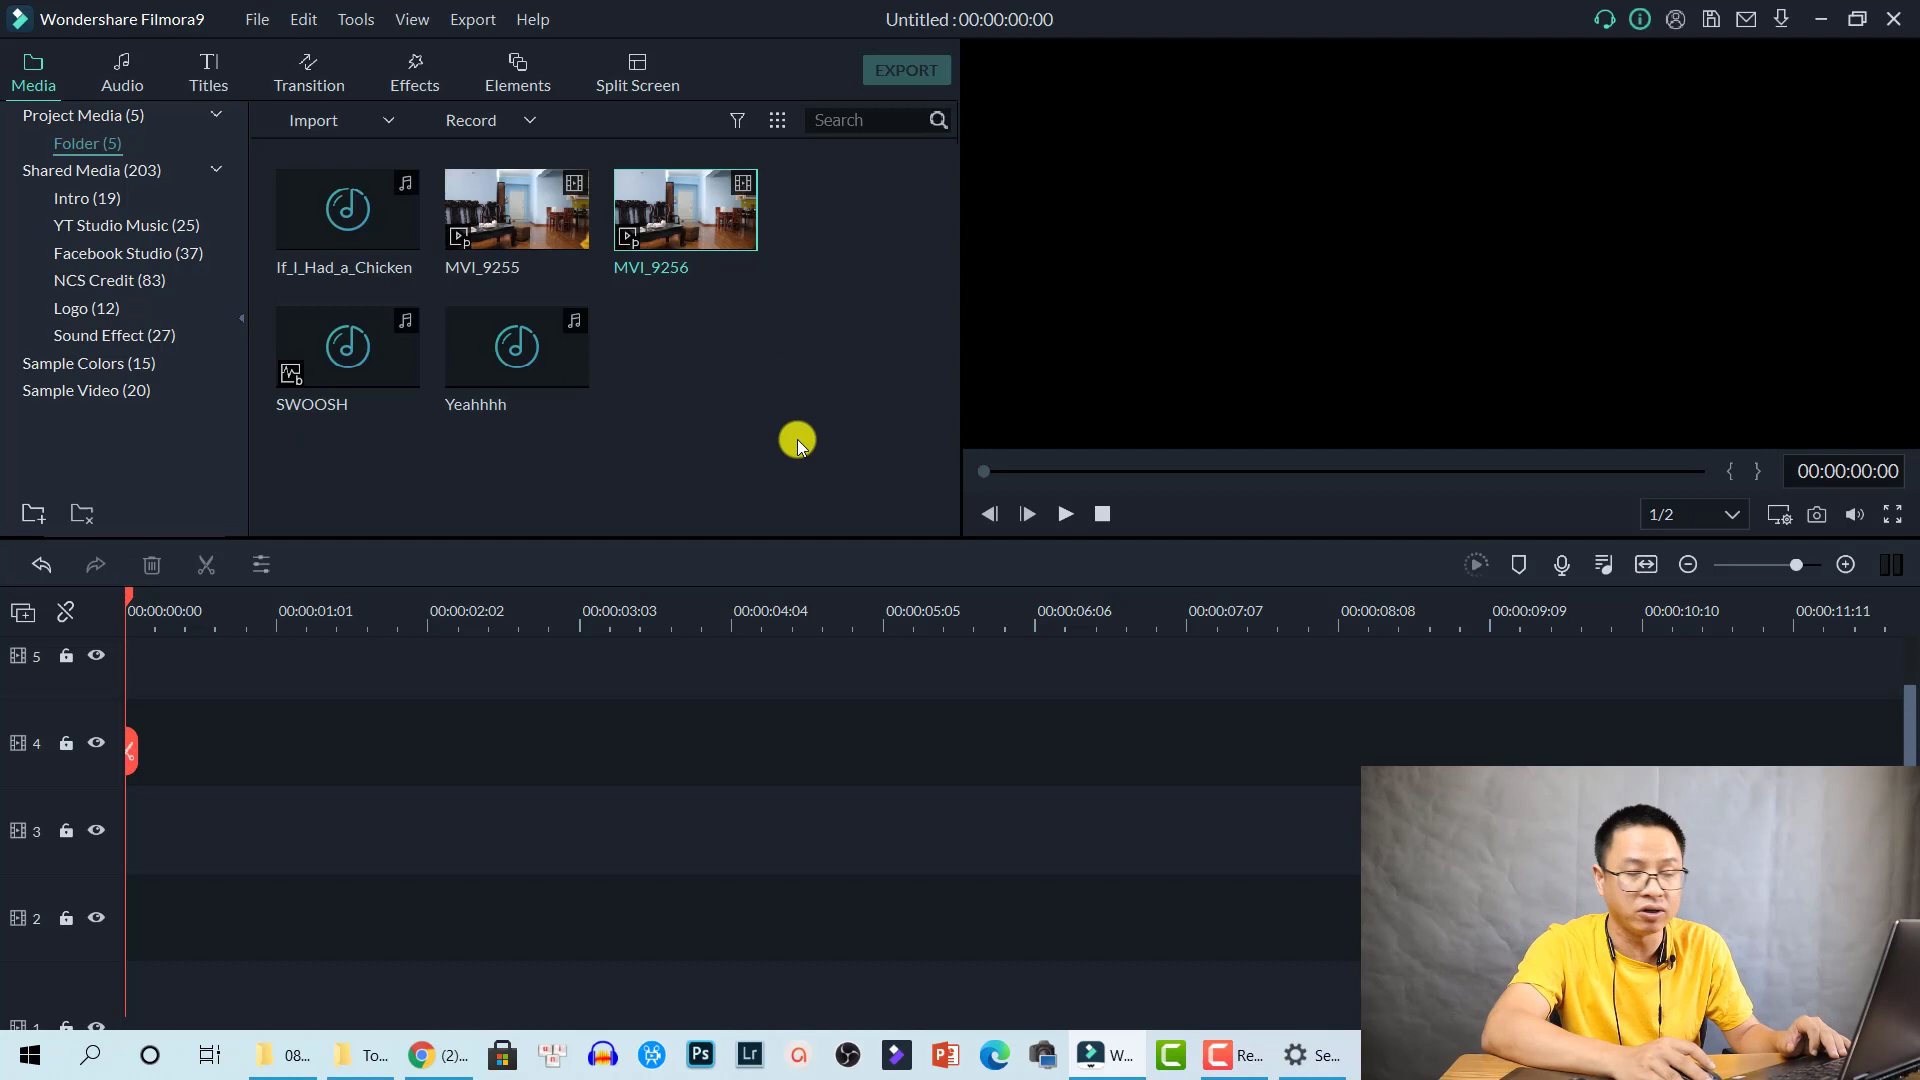 Wondershare Filmora9 File Edit Tools View Export Help Untitled : 00:00:00:00
Media Audio Titles Transition Effects Elements Split Screen EXPORT
Project Media (5)
Folder (5)
Shared Media (203)
Intro (19)
YT Studio Music (25)
Facebook Studio (37)
NCS Credit (83)
Logo (12)
Sound Effect (27)
Sample Colors (15)
Sample Video (20)
Import Record Search
If_I_Had_a_Chicken MVI_9255 MVI_9256
SWOOSH Yeahhhh
00:00:00:00
1/2
00:00:00:00 00:00:01:01 00:00:02:02 00:00:03:03 00:00:04:04 00:00:05:05 00:00:06:06 00:00:07:07 00:00:08:08 00:00:09:09 00:00:10:10 00:00:11:11
5
4
3
2
1
08... To... (2)... Ps Lr W... Re... Se...